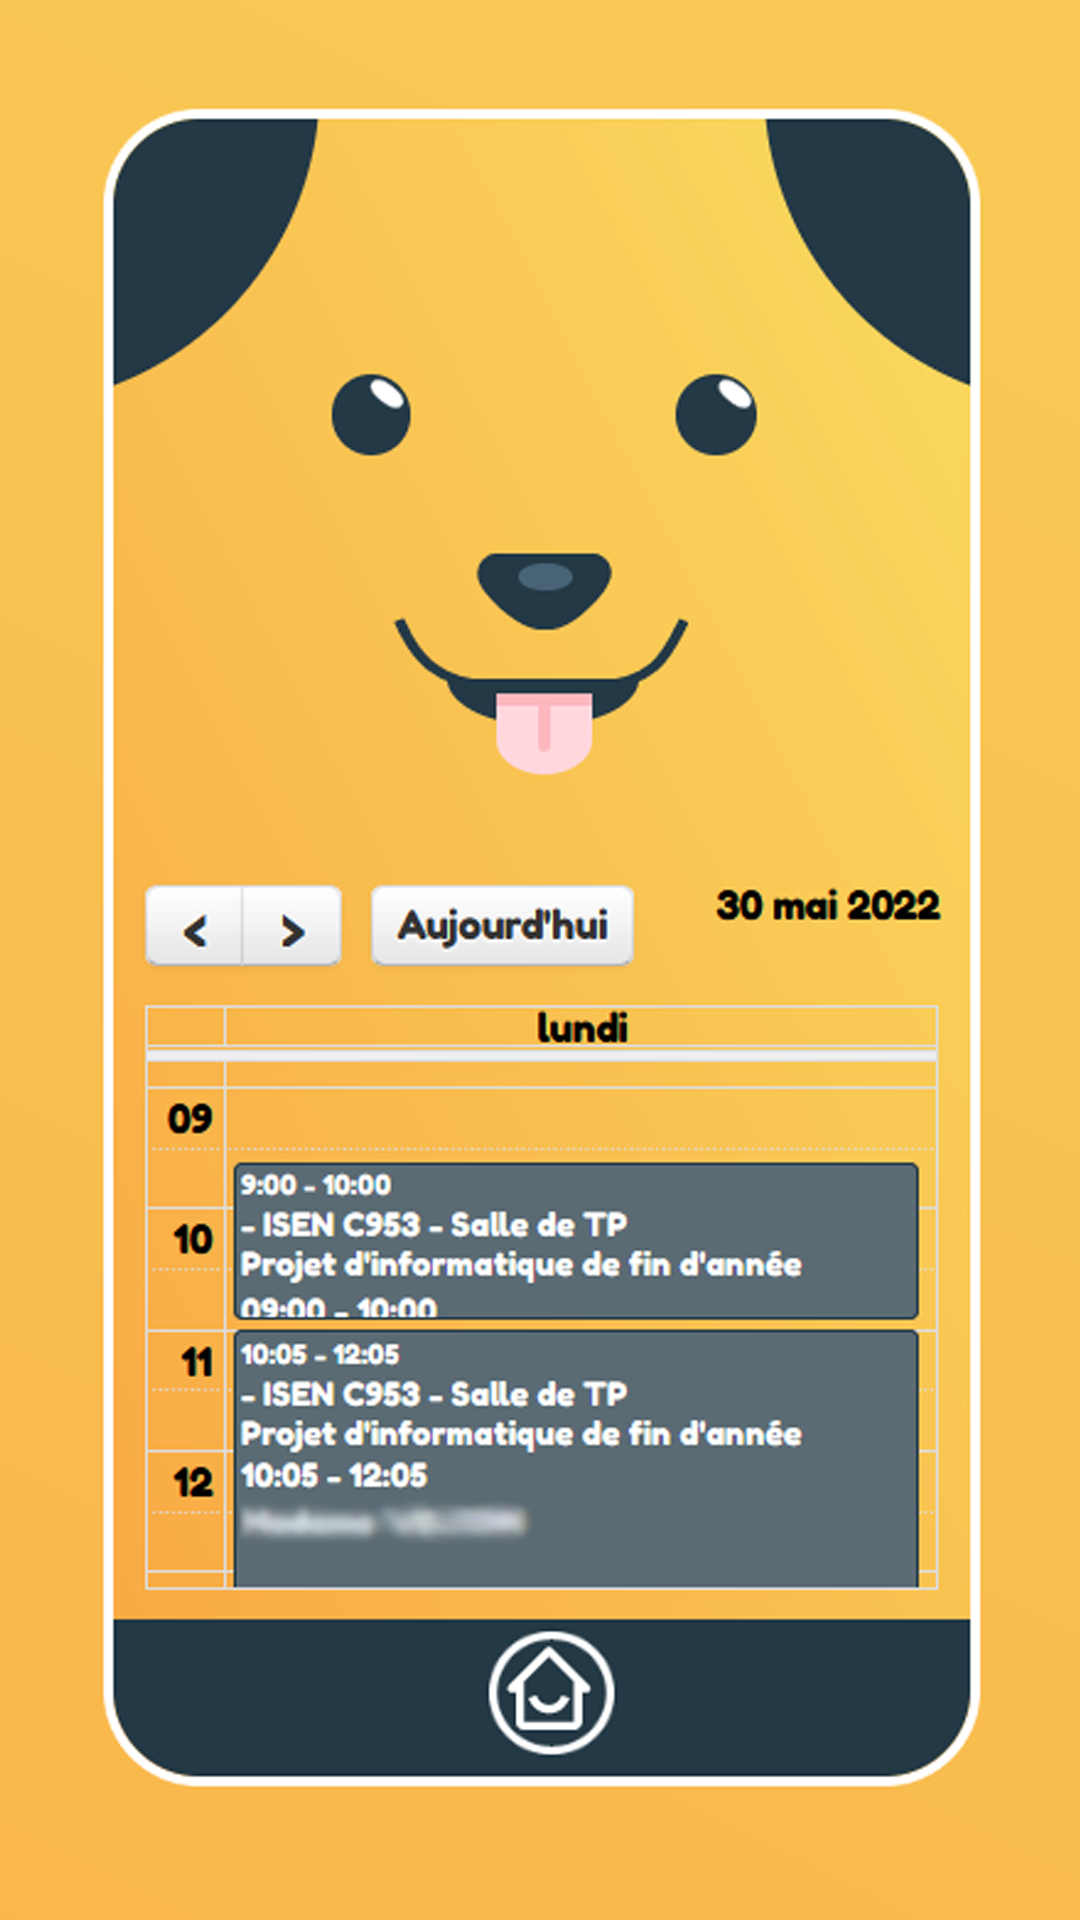 < >
Aujourd'hui
30 mai 2022
lundi
09
9:00 - 10:00
- ISEN C953 - Salle de TP
Projet d'informatique de fin d'année
09:00 - 10:00
10
11
10:05 - 12:05
- ISEN C953 - Salle de TP
Projet d'informatique de fin d'année
10:05 - 12:05
12